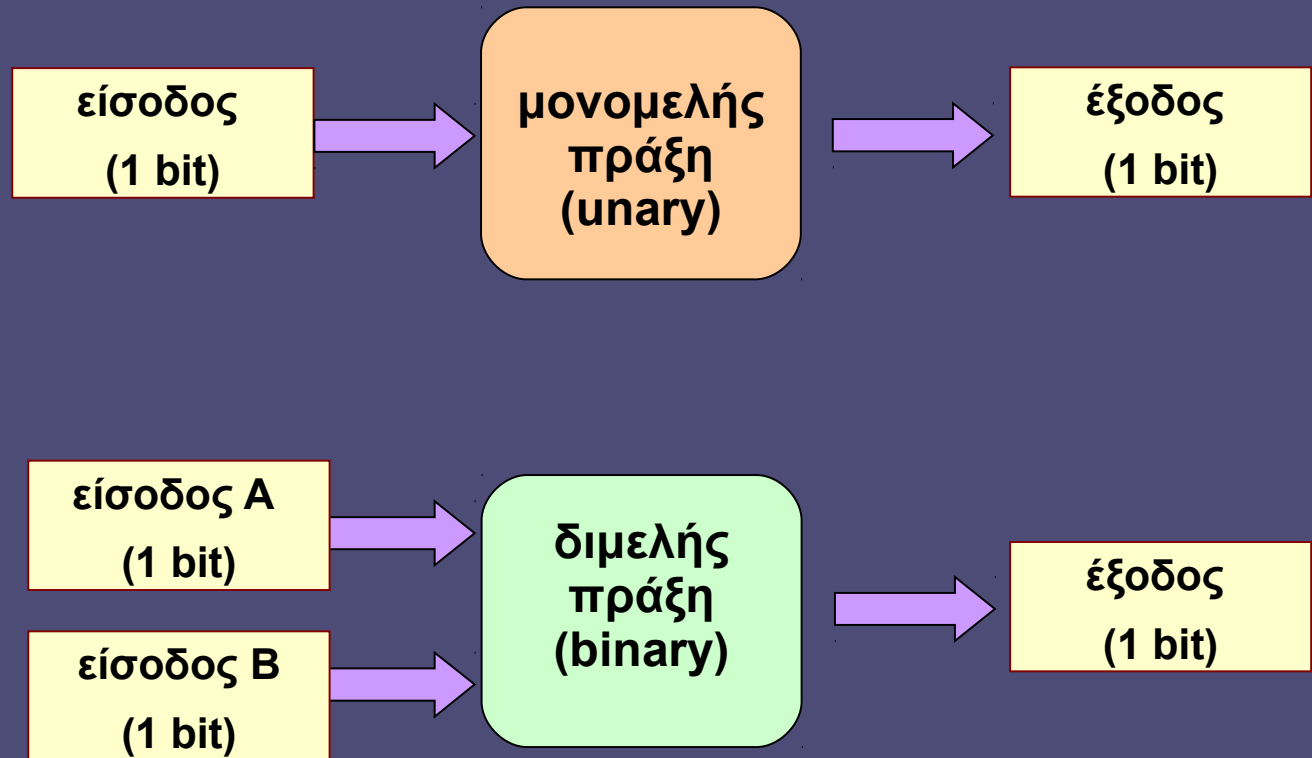 είσοδος
(1 bit)
μονομελής
πράξη
(unary)
έξοδος
(1 bit)
είσοδος Α
(1 bit)
είσοδος Β
(1 bit)
διμελής
πράξη
(binary)
έξοδος
(1 bit)